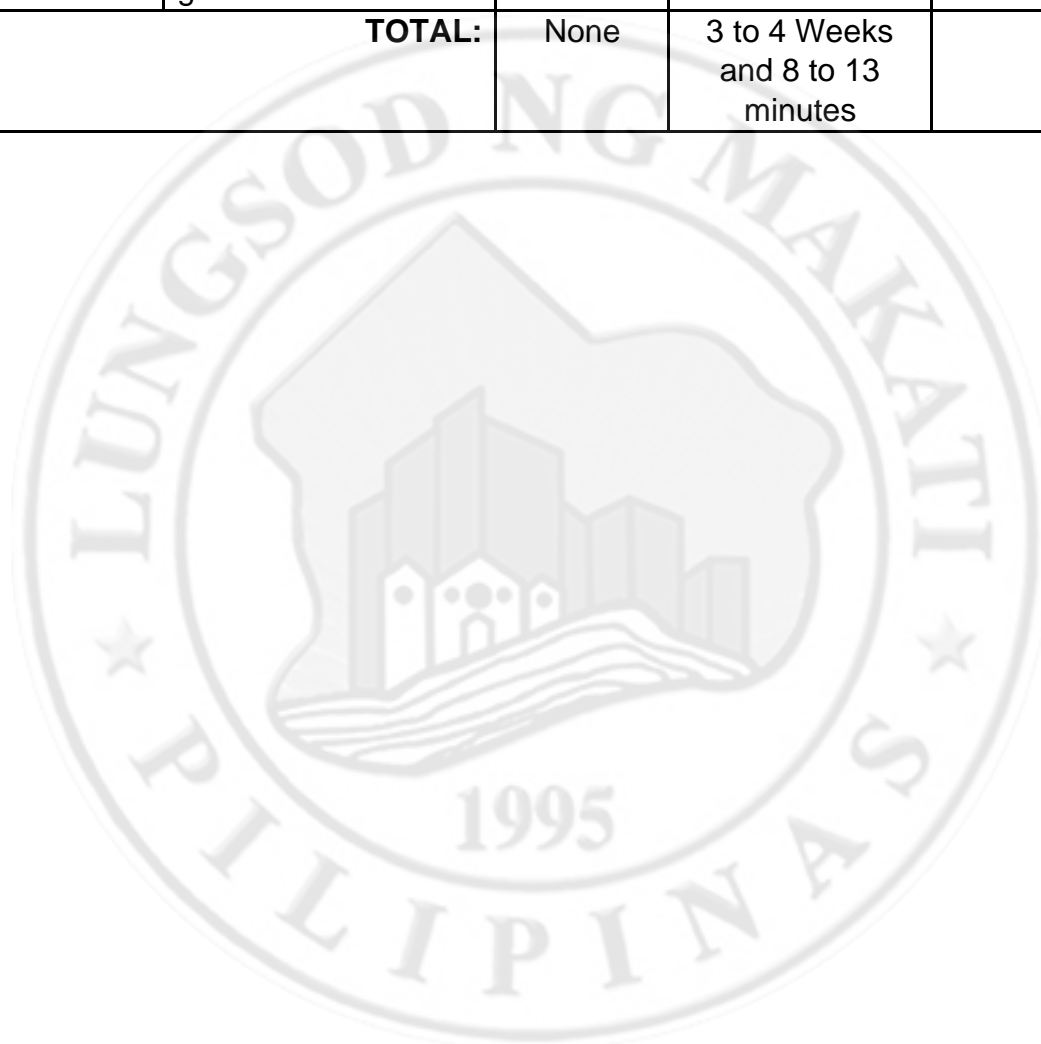 TOTAL: None 3 to 4 Weeks
and 8 to 13
minutes
LUNGSOD NG MAKATI
1995
PILIPINAS